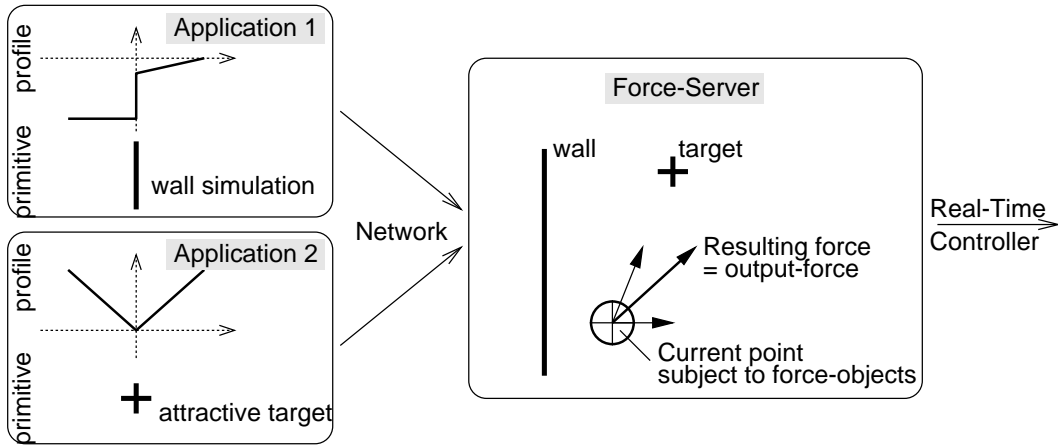 Application 1
profile
primitive
wall simulation
Application 2
profile
primitive
attractive target
Network
Force-Server
wall
target
Resulting force
= output-force
Current point
subject to force-objects
Real-Time
Controller